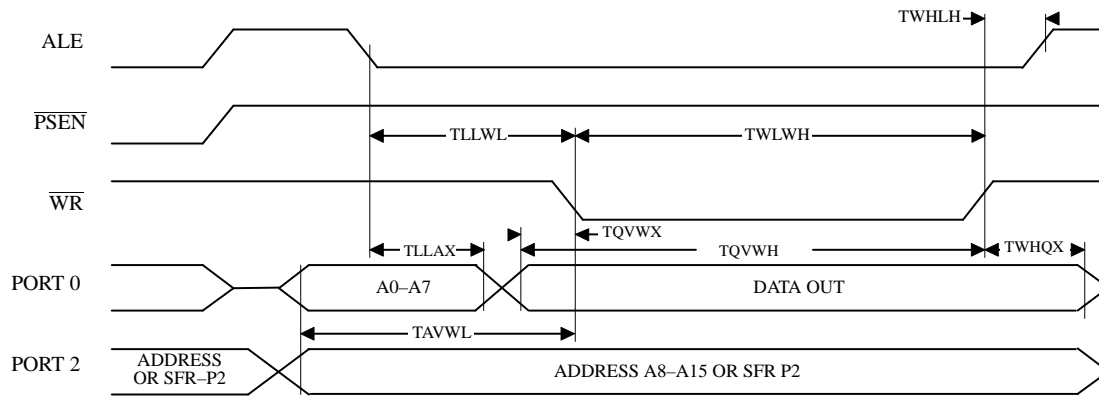 TWHLH
ALE
PSEN
TLLWL
TWLWH
WR
TQVWX
TLLAX
TQVWH
TWHQX
PORT 0
A0–A7
DATA OUT
TAVWL
PORT 2
ADDRESS
OR SFR–P2
ADDRESS A8–A15 OR SFR P2